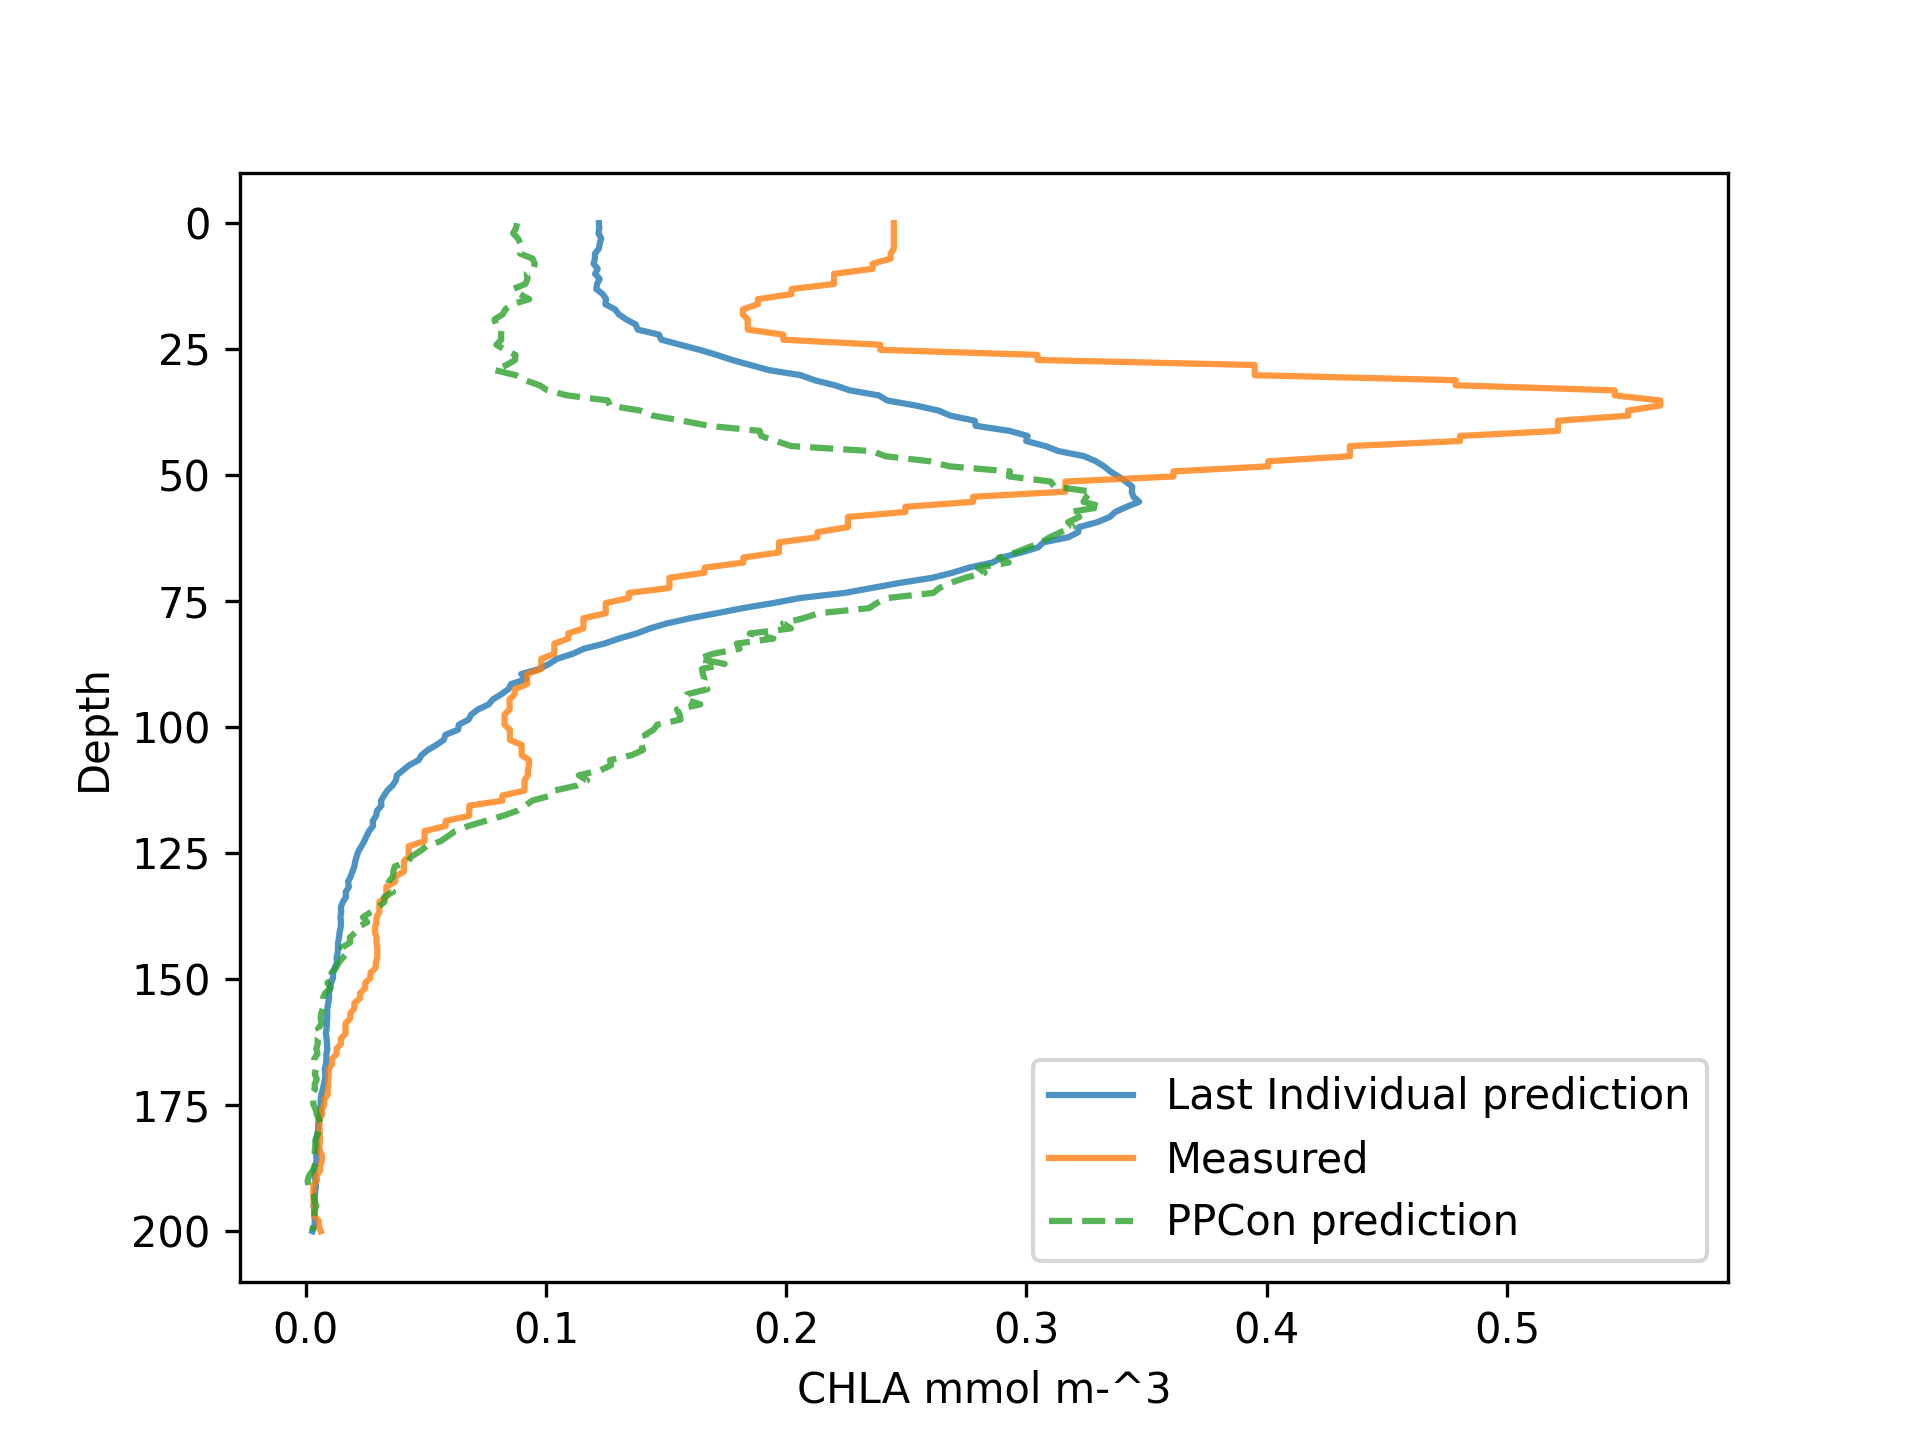 0
25
50
75
100
125
150
175
200
Depth
0.0 0.1 0.2 0.3 0.4 0.5
CHLA mmol m-^3
Last Individual prediction
Measured
PPCon prediction